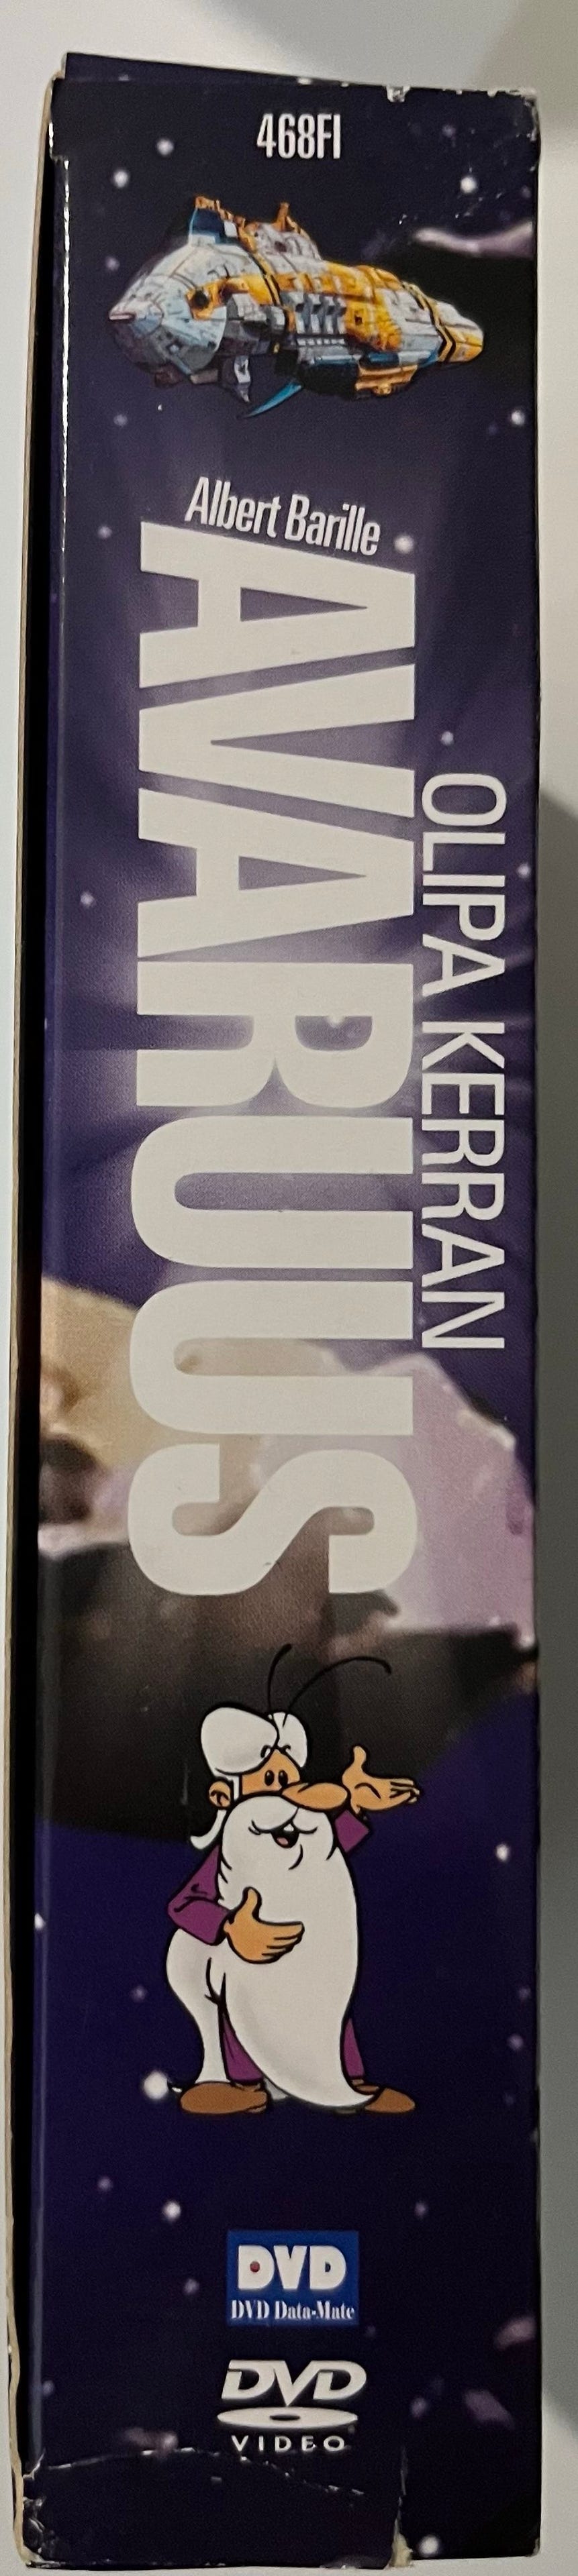 468FI
Albert Barille
OLIPA KERRAN
AVARUUS
DVD
DVD Data-Mate
DVD
VIDEO